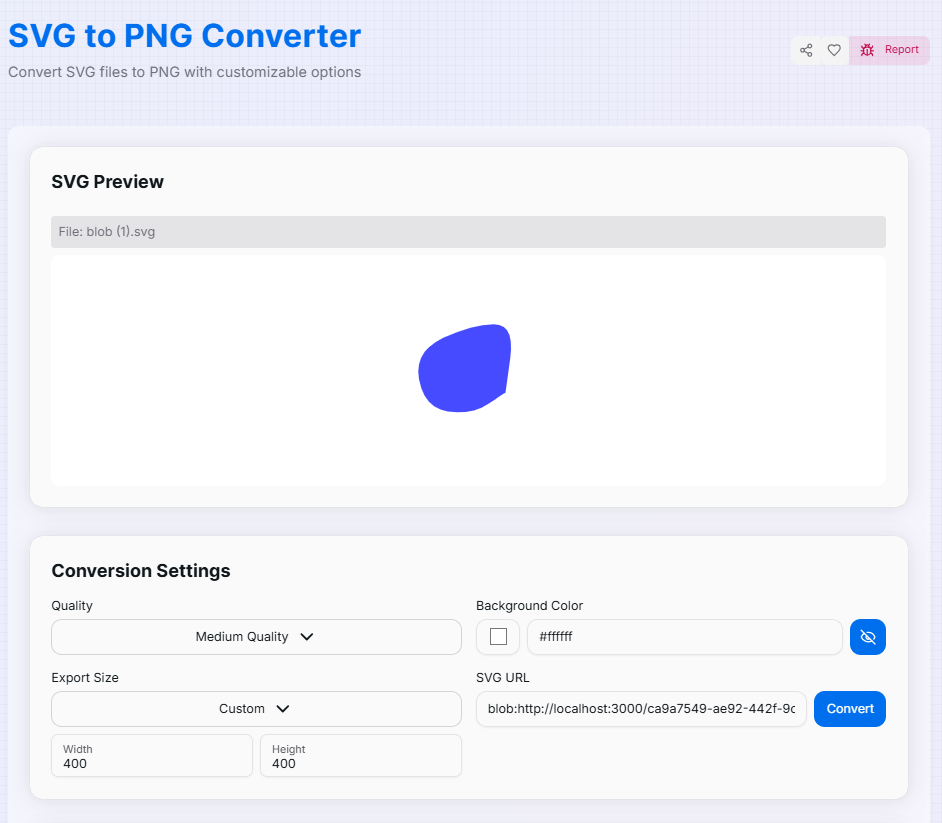 SVG to PNG Converter
Convert SVG files to PNG with customizable options
Report
SVG Preview
File: blob (1).svg
Conversion Settings
Quality
Medium Quality
Background Color
#ffffff
Export Size
Custom
SVG URL
blob:http://localhost:3000/ca9a7549-ae92-442f-9c
Convert
Width
400
Height
400